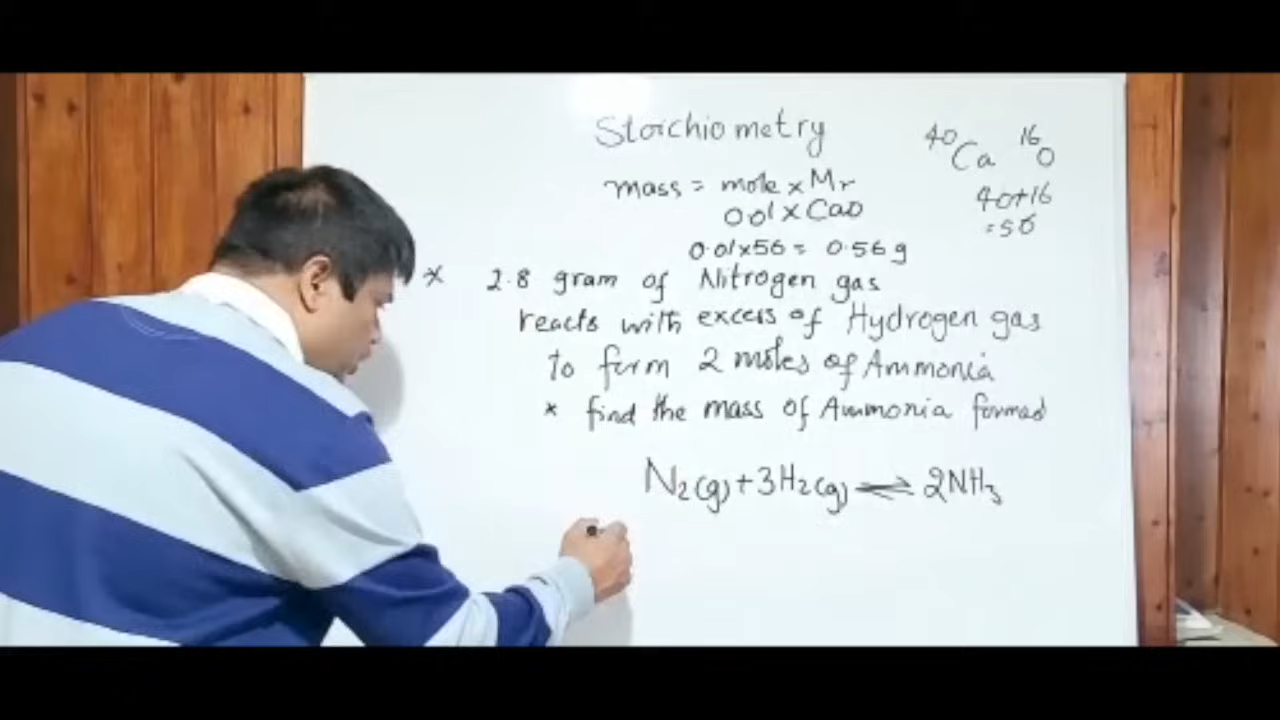 Stoichiometry
mass = mole x Mr
0.01 x CaO
0.01x56 = 0.56g
40Ca 16O
40+16
=56
* 2.8 gram of Nitrogen gas
reacts with excess of Hydrogen gas
to form 2 moles of Ammonia
* find the mass of Ammonia formed
N2(g)+3H2(g) ⇌ 2NH3